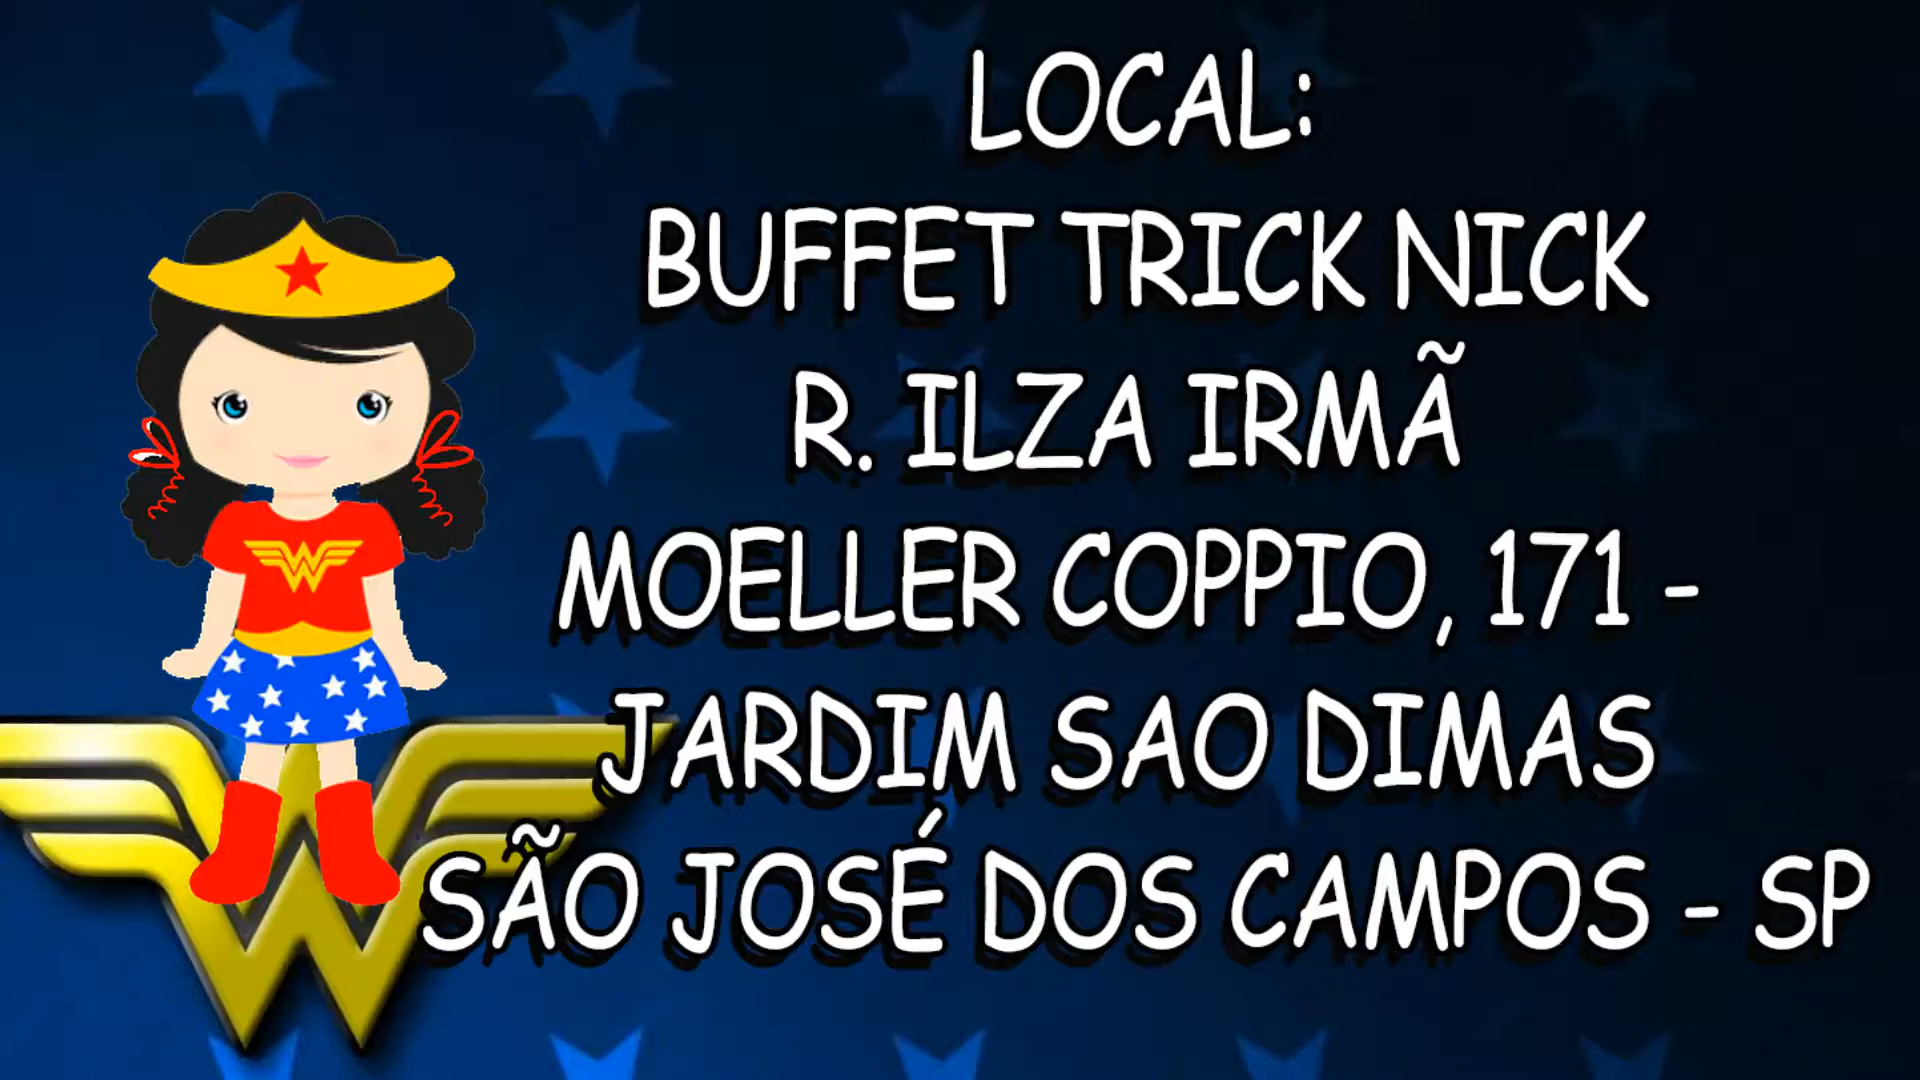 LOCAL:
BUFFET TRICK NICK
R. ILZA IRMÃ
MOELLER COPPIO, 171 -
JARDIM SAO DIMAS
SÃO JOSÉ DOS CAMPOS - SP